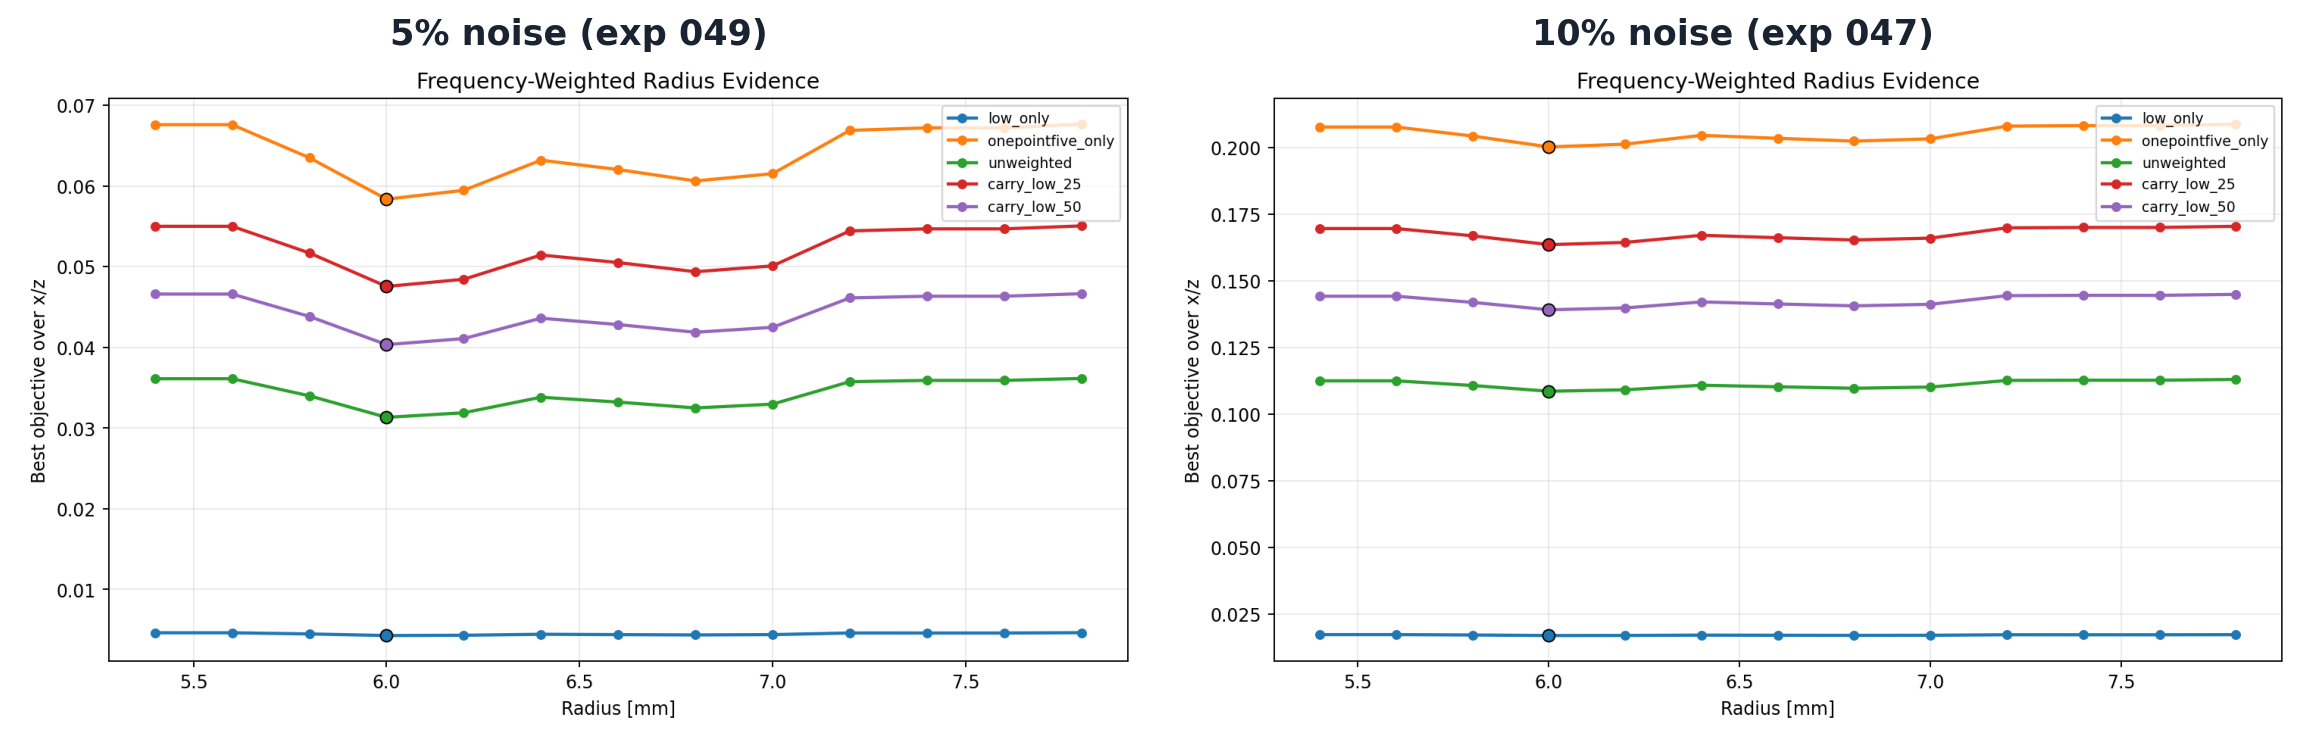 5% noise (exp 049)
Frequency-Weighted Radius Evidence
0.07
0.06
0.05
0.04
0.03
0.02
0.01
Best objective over x/z
low_only
onepointfive_only
unweighted
carry_low_25
carry_low_50
5.5 6.0 6.5 7.0 7.5
Radius [mm]
10% noise (exp 047)
Frequency-Weighted Radius Evidence
0.200
0.175
0.150
0.125
0.100
0.075
0.050
0.025
Best objective over x/z
low_only
onepointfive_only
unweighted
carry_low_25
carry_low_50
5.5 6.0 6.5 7.0 7.5
Radius [mm]